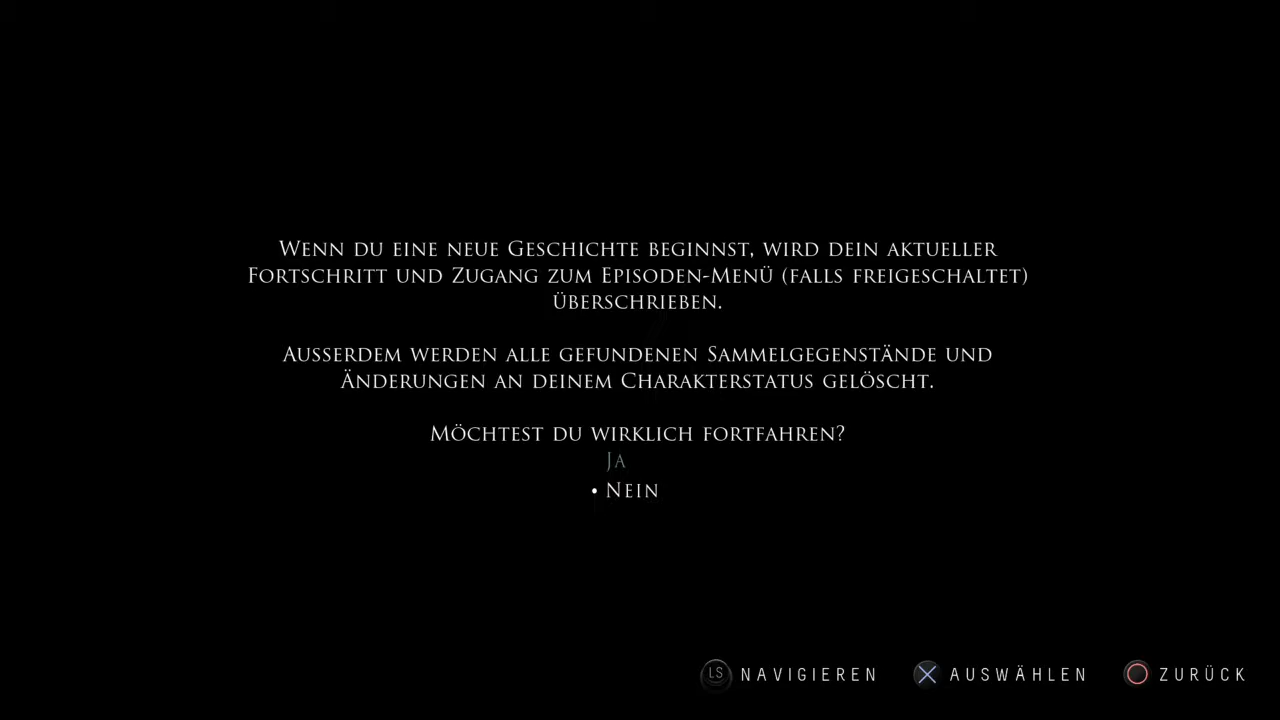 Wenn du eine neue Geschichte beginnst, wird dein aktueller
Fortschritt und Zugang zum Episoden-Menü (falls freigeschaltet)
überschrieben.
Ausserdem werden alle gefundenen Sammelgegenstände und
Änderungen an deinem Charakterstatus gelöscht.
Möchtest du wirklich fortfahren?
Ja
• Nein
LS NAVIGIEREN AUSWÄHLEN ZURÜCK